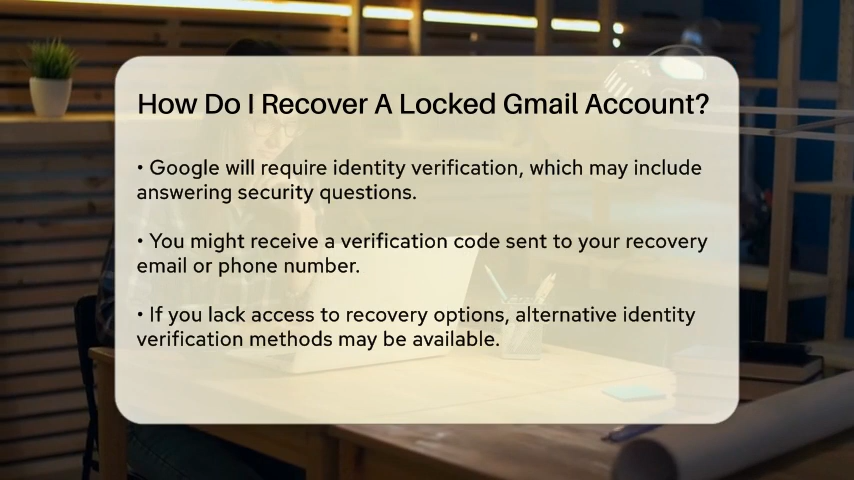 How Do I Recover A Locked Gmail Account?
• Google will require identity verification, which may include
answering security questions.
• You might receive a verification code sent to your recovery
email or phone number.
• If you lack access to recovery options, alternative identity
verification methods may be available.